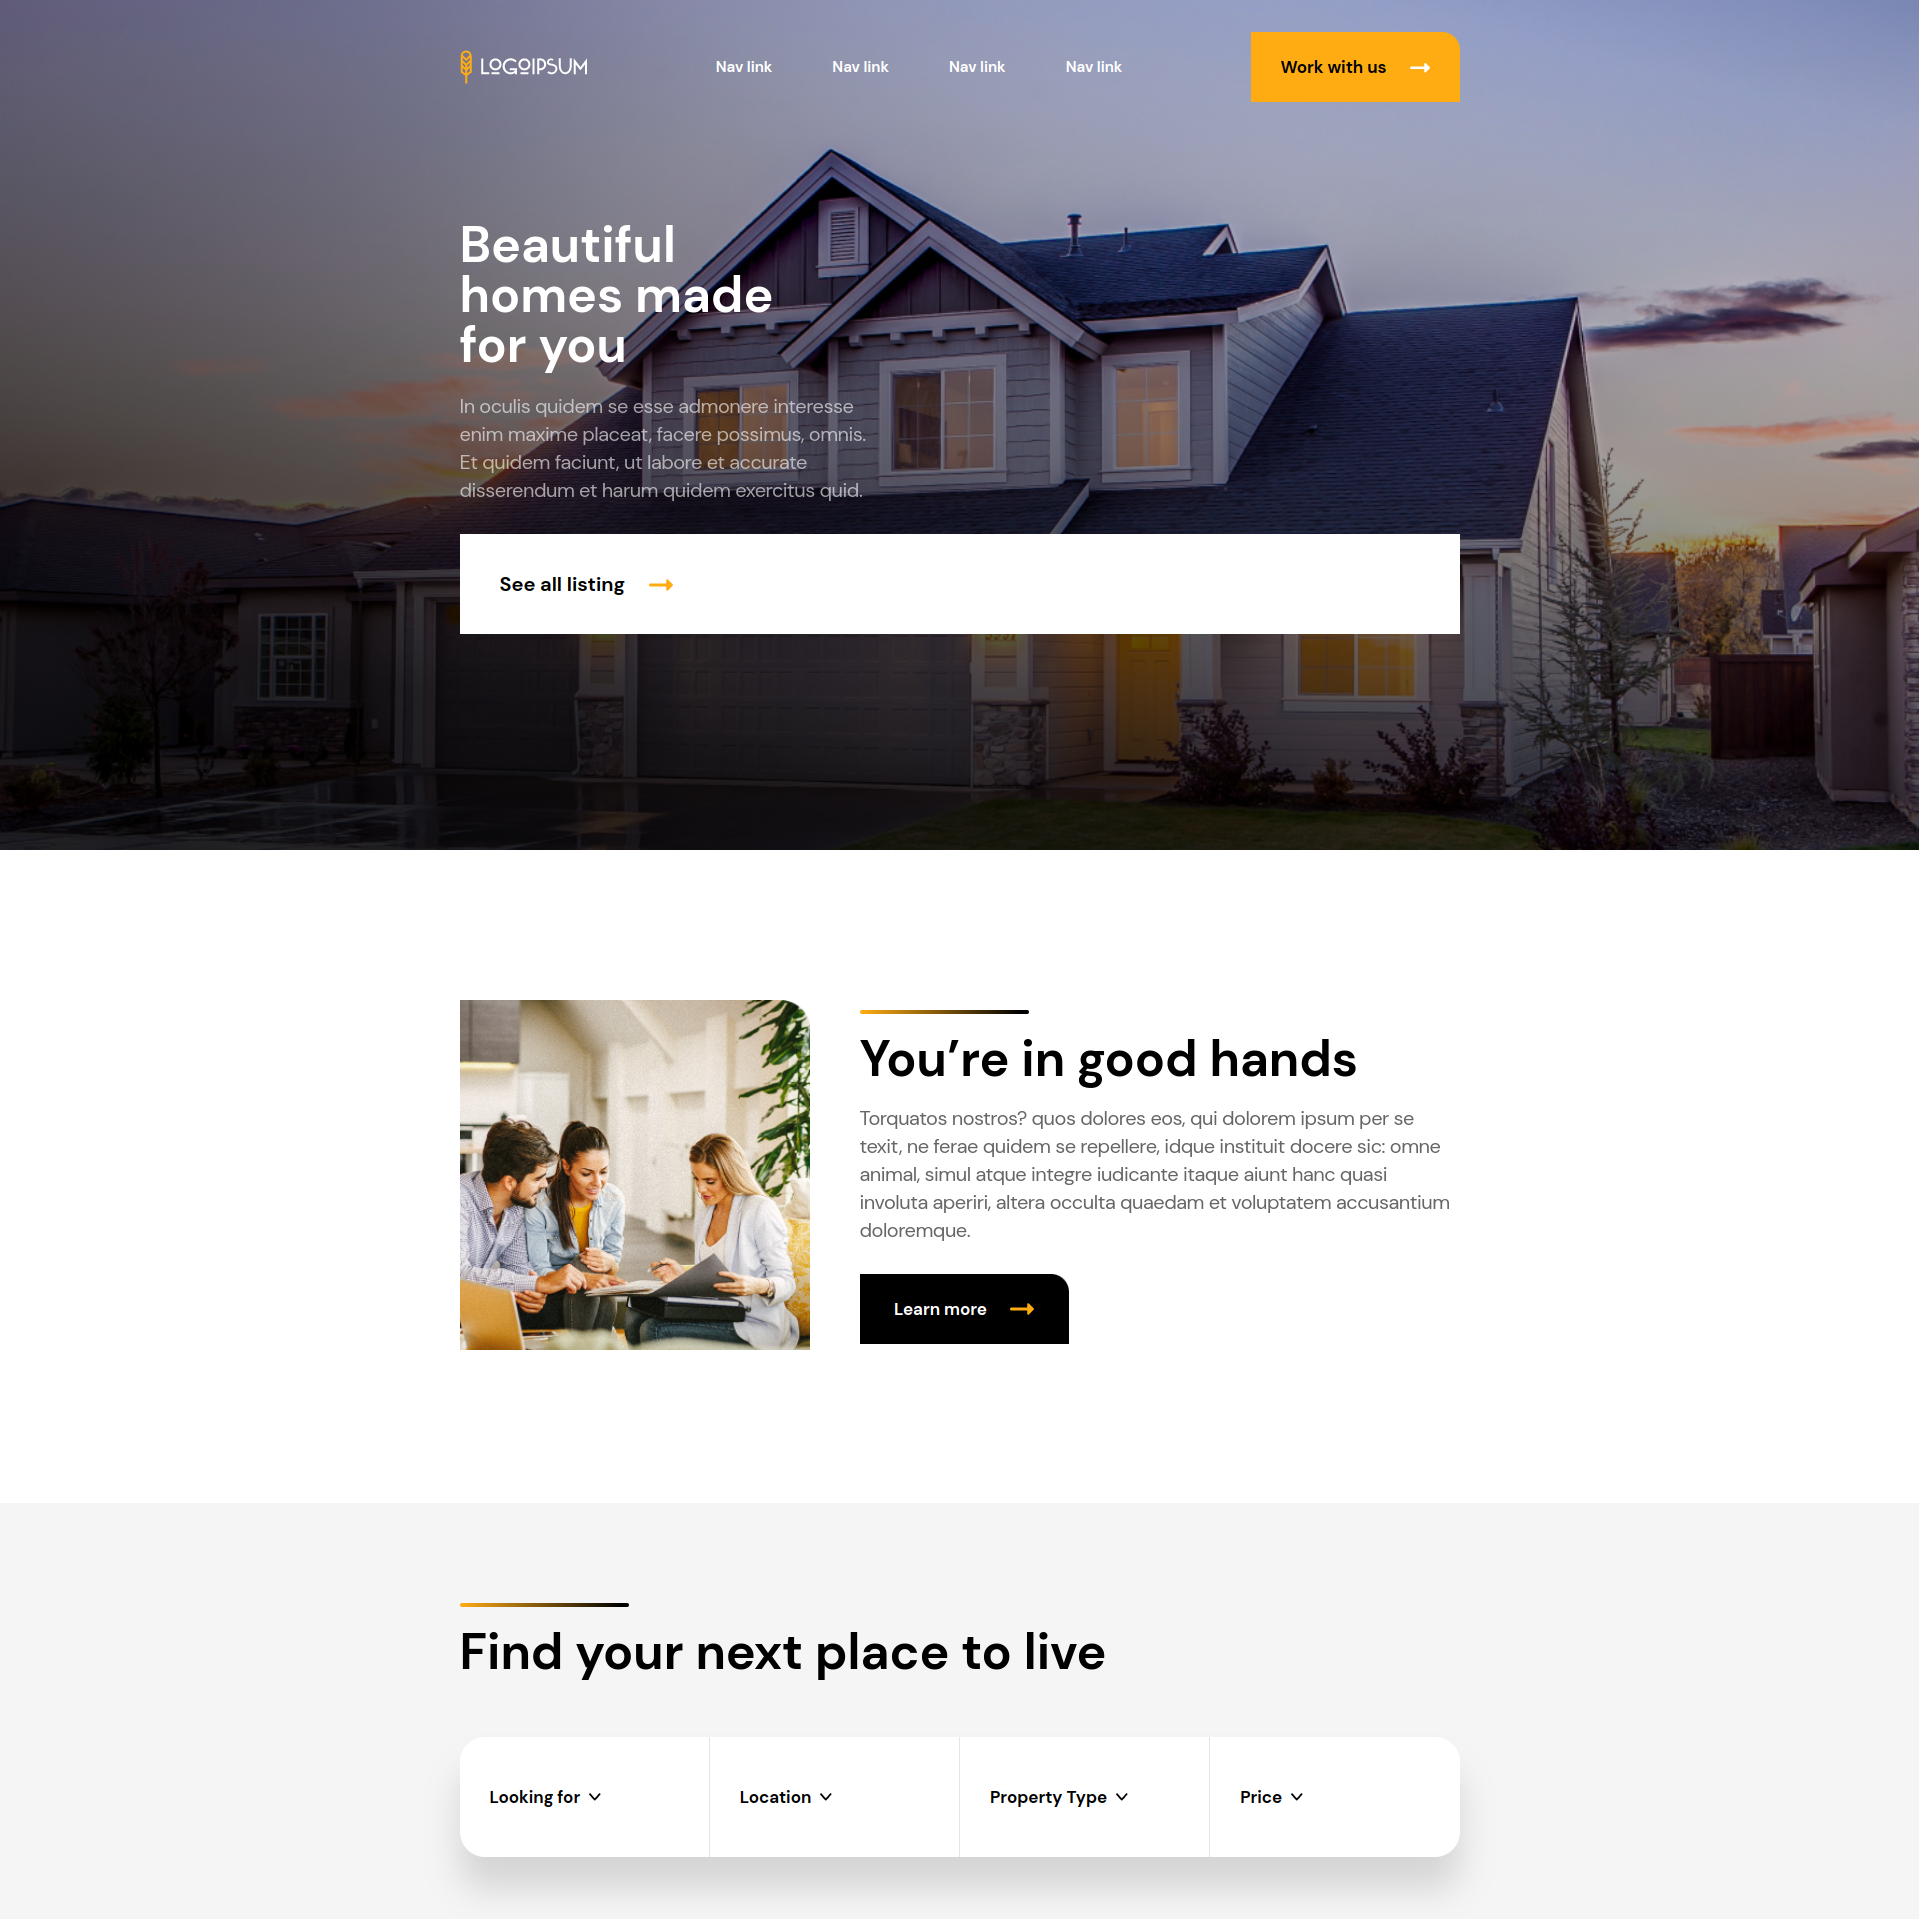 LOGOIPSUM
Nav link
Nav link
Nav link
Nav link
Work with us
Beautiful
homes made
for you
In oculis quidem se esse admonere interesse
enim maxime placeat, facere possimus, omnis.
Et quidem faciunt, ut labore et accurate
disserendum et harum quidem exercitus quid.
See all listing
You’re in good hands
Torquatos nostros? quos dolores eos, qui dolorem ipsum per se
texit, ne ferae quidem se repellere, idque instituit docere sic: omne
animal, simul atque integre iudicante itaque aiunt hanc quasi
involuta aperiri, altera occulta quaedam et voluptatem accusantium
doloremque.
Learn more
Find your next place to live
Looking for
Location
Property Type
Price